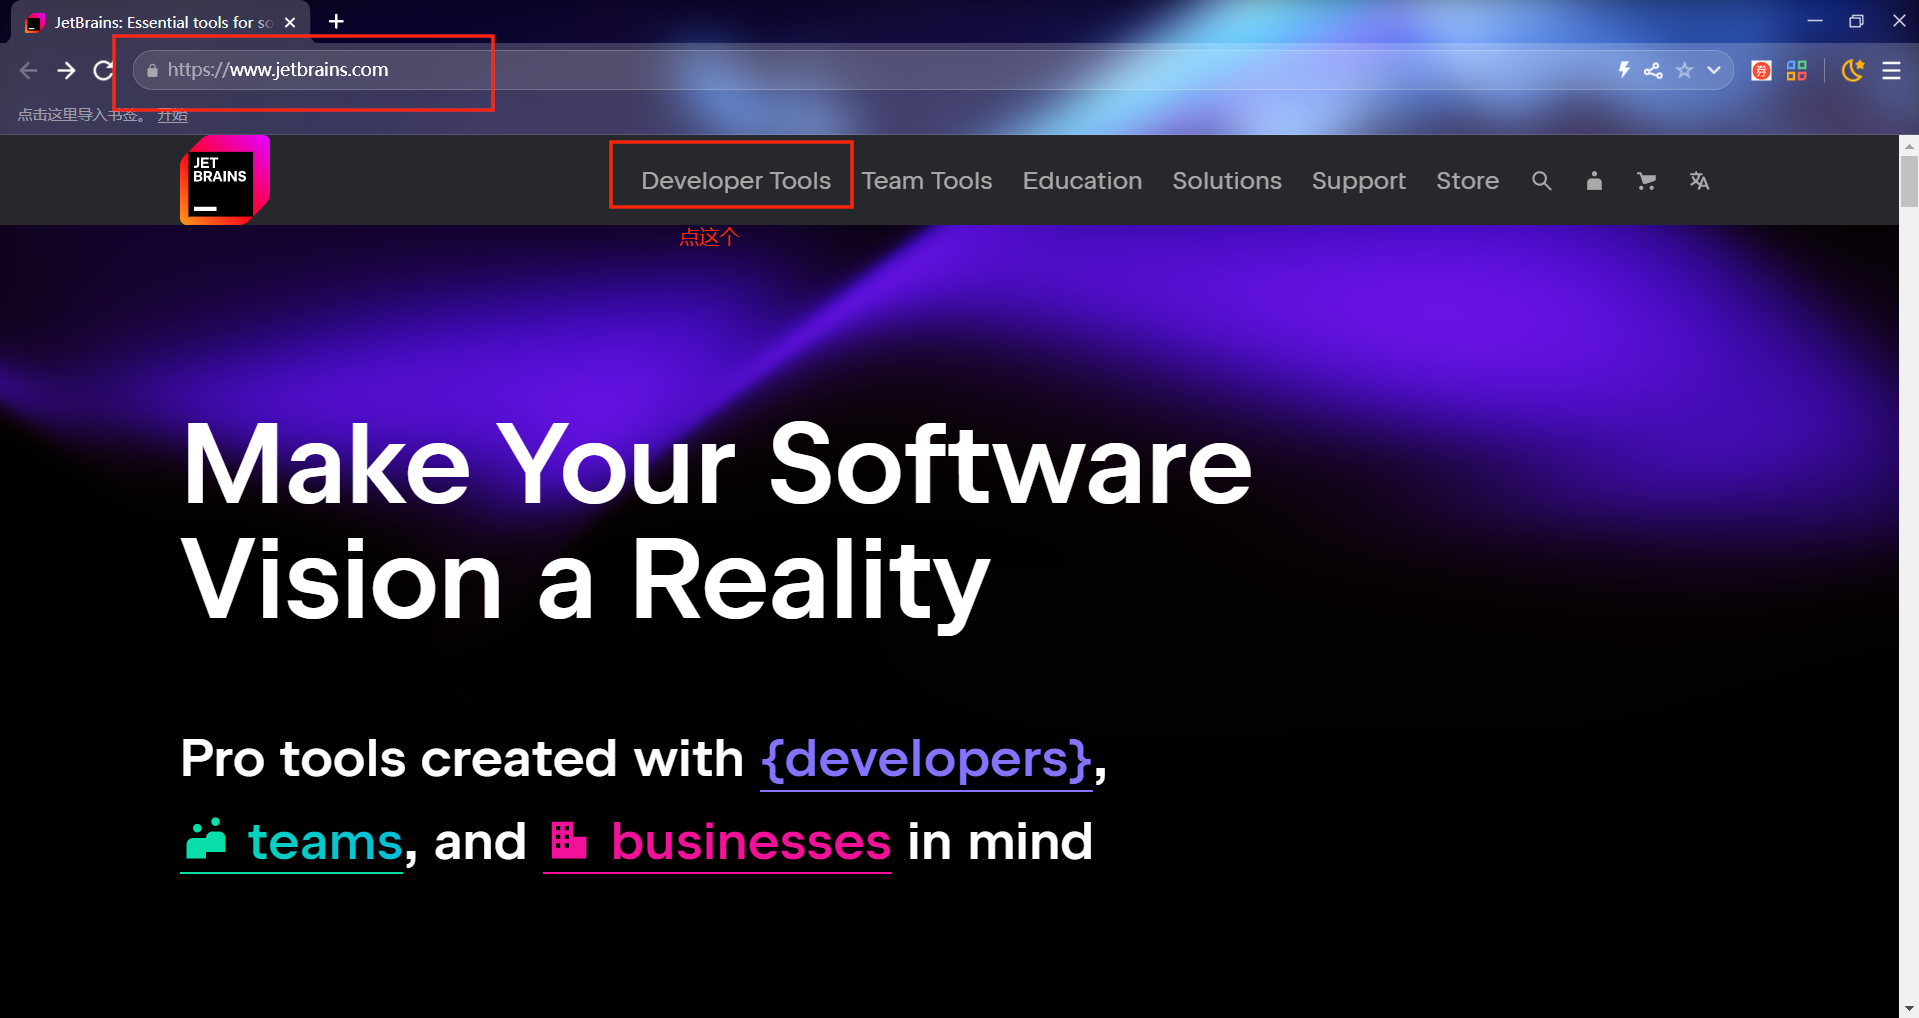 JetBrains: Essential tools for so
https://www.jetbrains.com
券
点击这里导入书签。 开始
JET
BRAINS
Developer Tools Team Tools Education Solutions Support Store
点这个
Make Your Software
Vision a Reality
Pro tools created with {developers},
teams, and businesses in mind